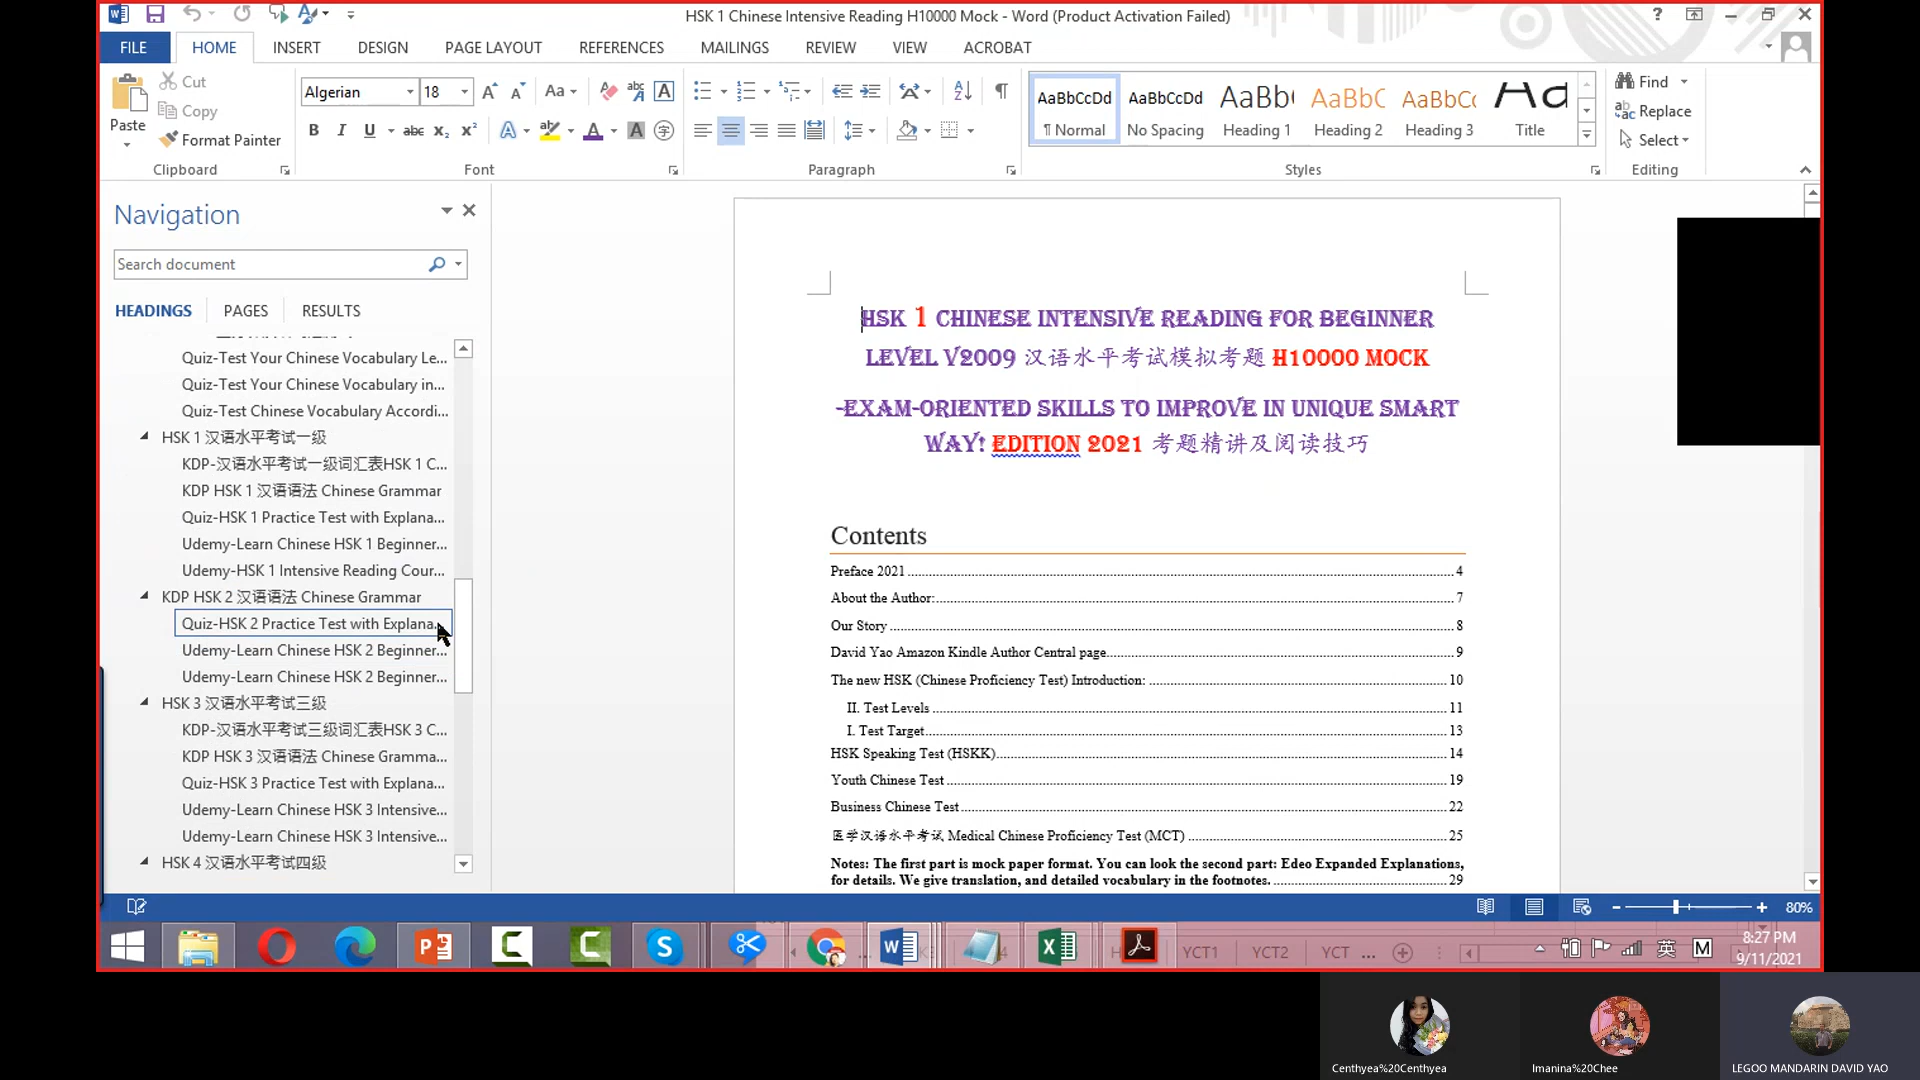 HSK 1 Chinese Intensive Reading H10000 Mock - Word (Product Activation Failed)
FILE
HOME
INSERT
DESIGN
PAGE LAYOUT
REFERENCES
MAILINGS
REVIEW
VIEW
ACROBAT
Paste
Cut
Copy
Format Painter
Clipboard
Algerian
18
Font
Paragraph
AaBbCcDd
¶ Normal
AaBbCcDd
No Spacing
Heading 1
Heading 2
Heading 3
Title
Styles
Find
Replace
Select
Editing
Navigation
Search document
HEADINGS
PAGES
RESULTS
Quiz-Test Your Chinese Vocabulary Le...
Quiz-Test Your Chinese Vocabulary in...
Quiz-Test Chinese Vocabulary Accordi...
HSK 1 汉语水平考试一级
KDP-汉语水平考试一级词汇表HSK 1 C...
KDP HSK 1 汉语语法 Chinese Grammar
Quiz-HSK 1 Practice Test with Explana...
Udemy-Learn Chinese HSK 1 Beginner...
Udemy-HSK 1 Intensive Reading Cour...
KDP HSK 2 汉语语法 Chinese Grammar
Quiz-HSK 2 Practice Test with Explana...
Udemy-Learn Chinese HSK 2 Beginner...
Udemy-Learn Chinese HSK 2 Beginner...
HSK 3 汉语水平考试三级
KDP-汉语水平考试三级词汇表HSK 3 C...
KDP HSK 3 汉语语法 Chinese Gramma...
Quiz-HSK 3 Practice Test with Explana...
Udemy-Learn Chinese HSK 3 Intensive...
Udemy-Learn Chinese HSK 3 Intensive...
HSK 4 汉语水平考试四级
HSK 1 CHINESE INTENSIVE READING FOR BEGINNER
LEVEL V2009 汉语水平考试模拟考题 H10000 MOCK
-EXAM-ORIENTED SKILLS TO IMPROVE IN UNIQUE SMART
WAY! EDITION 2021 考题精讲及阅读技巧
Contents
Preface 2021 4
About the Author: 7
Our Story 8
David Yao Amazon Kindle Author Central page 9
The new HSK (Chinese Proficiency Test) Introduction: 10
II. Test Levels 11
I. Test Target 13
HSK Speaking Test (HSKK) 14
Youth Chinese Test 19
Business Chinese Test 22
医学汉语水平考试 Medical Chinese Proficiency Test (MCT) 25
Notes: The first part is mock paper format. You can look the second part: Edeo Expanded Explanations,
for details. We give translation, and detailed vocabulary in the footnotes. 29
80%
YCT1
YCT2
YCT ...
英
M
8:27 PM
9/11/2021
Centhyea%20Centhyea
Imanina%20Chee
LEGOO MANDARIN DAVID YAO